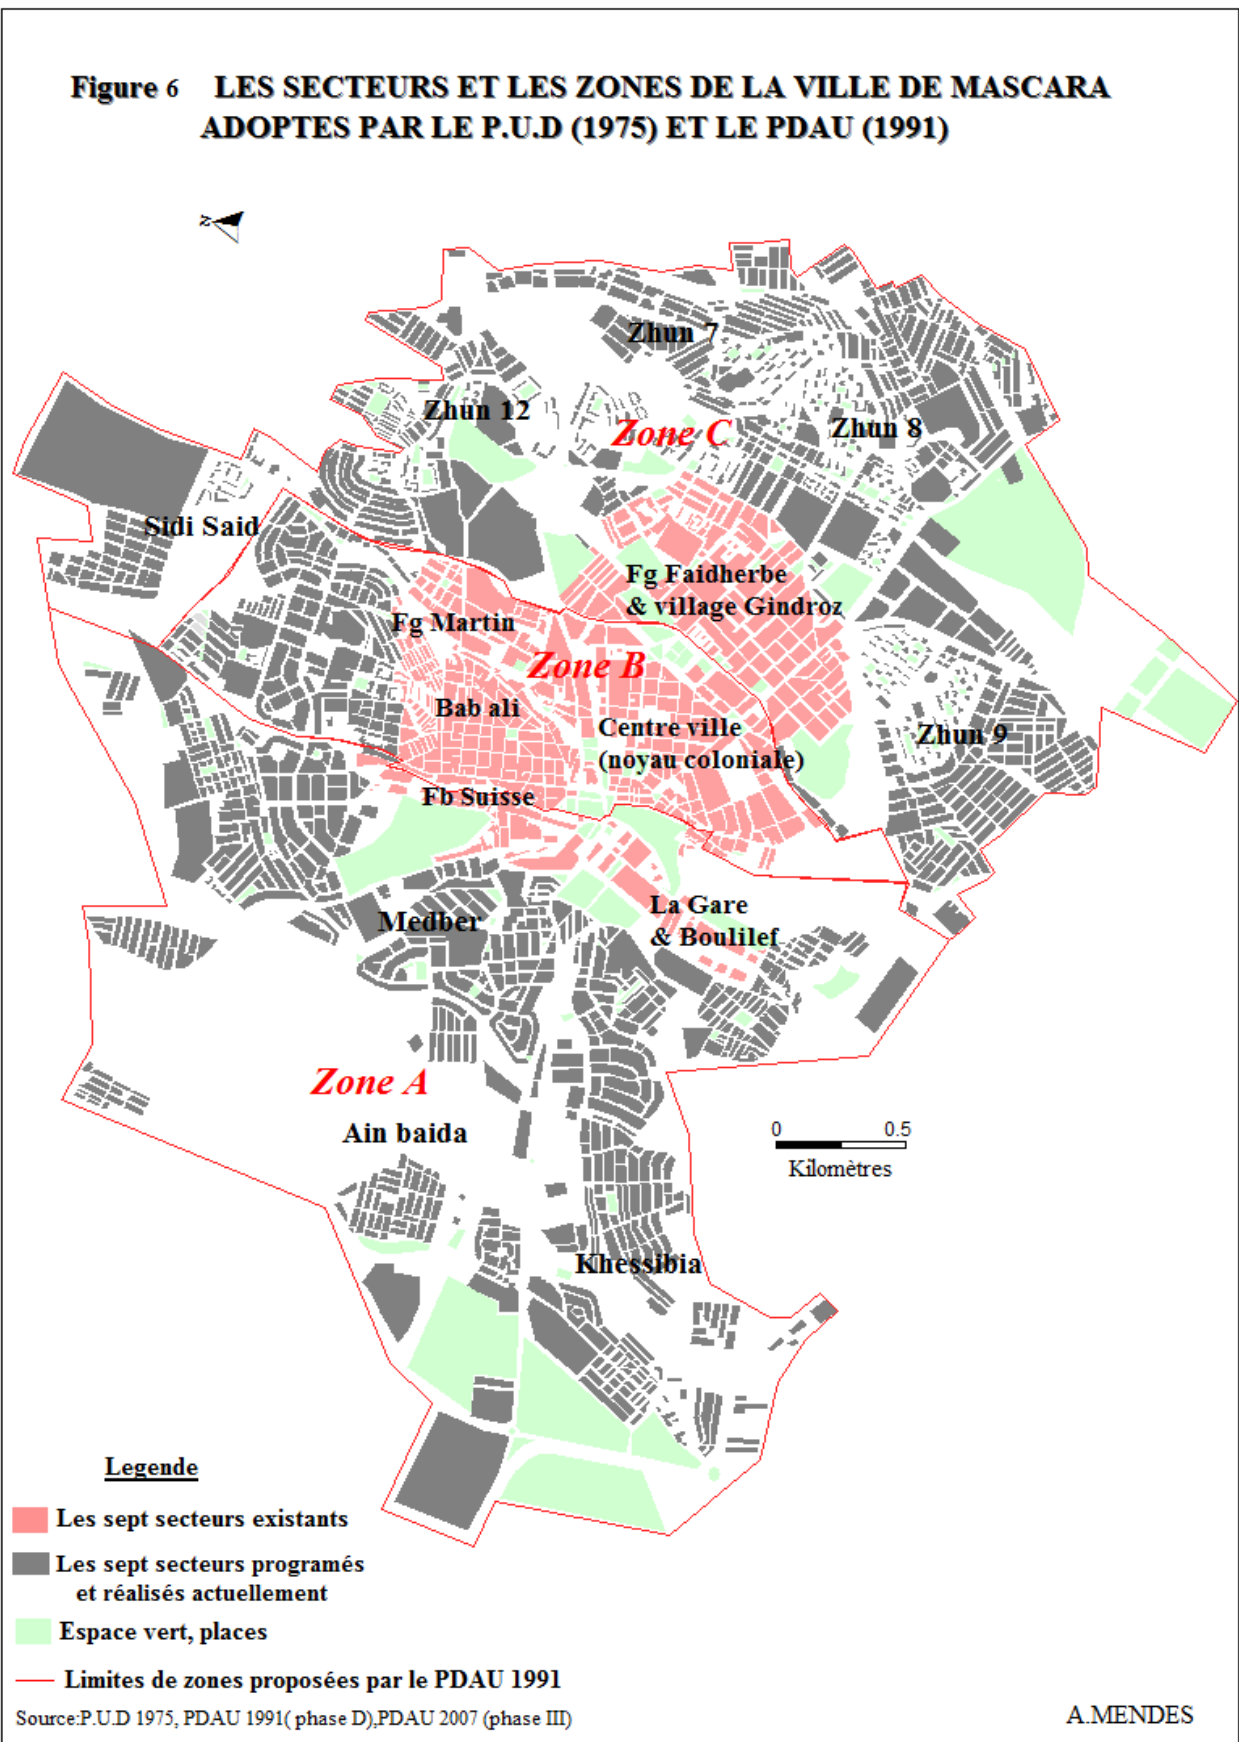 Figure 6 LES SECTEURS ET LES ZONES DE LA VILLE DE MASCARA
ADOPTES PAR LE P.U.D (1975) ET LE PDAU (1991)
N
Zhun 7
Zhun 12
Zone C
Zhun 8
Sidi Said
Fg Faidherbe
& village Gindroz
Fg Martin
Zone B
Bab ali
Centre ville
(noyau coloniale)
Zhun 9
Fb Suisse
La Gare
& Boulilef
Medber
Zone A
Ain baida
0 0.5
Kilomètres
Khessibia
Legende
Les sept secteurs existants
Les sept secteurs programés
et réalisés actuellement
Espace vert, places
Limites de zones proposées par le PDAU 1991
Source:P.U.D 1975, PDAU 1991( phase D),PDAU 2007 (phase III)
A.MENDES